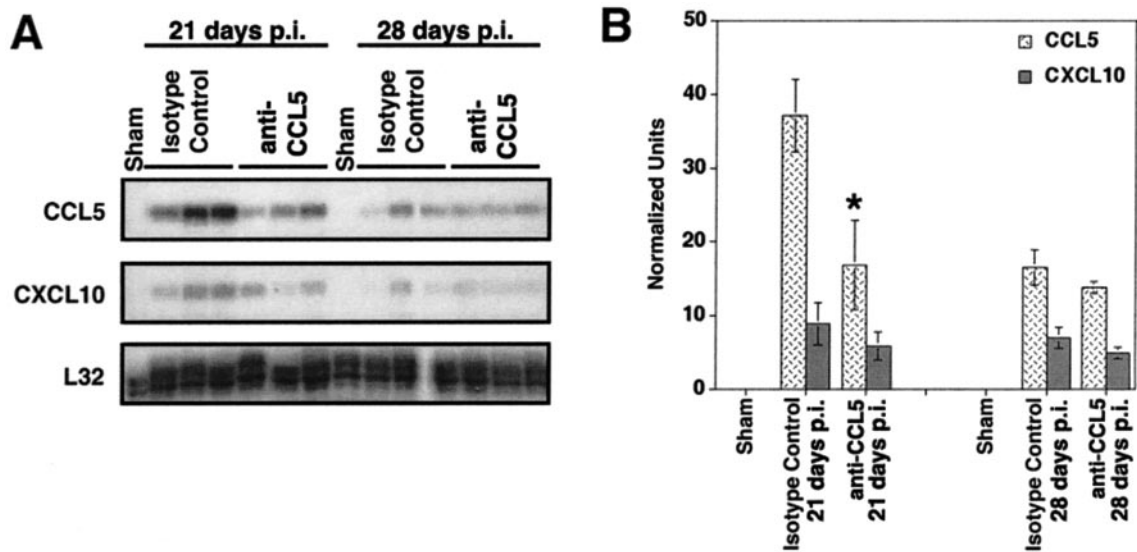 A
21 days p.i.
28 days p.i.
Sham
Isotype
Control
anti-
CCL5
Sham
Isotype
Control
anti-
CCL5
CCL5
CXCL10
L32
B
50
40
30
20
10
0
Normalized Units
CCL5
CXCL10
*
Sham
Isotype Control
21 days p.i.
anti-CCL5
21 days p.i.
Sham
Isotype Control
28 days p.i.
anti-CCL5
28 days p.i.